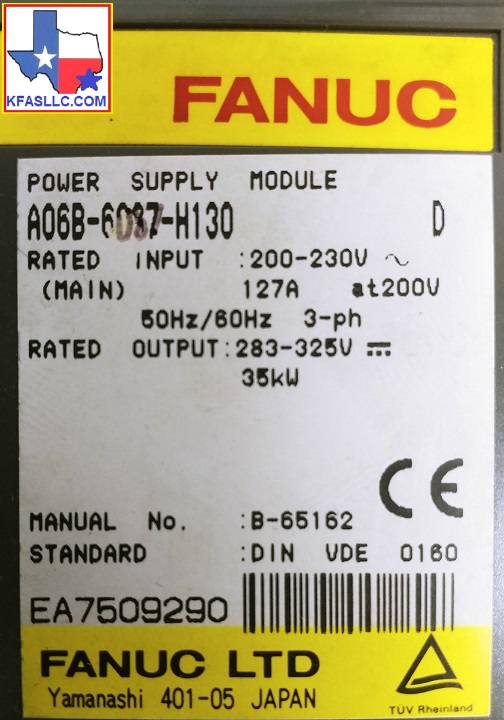 KFASLLC.COM
FANUC
POWER SUPPLY MODULE
A06B-6087-H130 D
RATED INPUT :200-230V ~
(MAIN) 127A at200V
50Hz/60Hz 3-ph
RATED OUTPUT:283-325V ⎓
35kW
CE
MANUAL No. :B-65162
STANDARD :DIN VDE 0160
EA7509290
FANUC LTD
Yamanashi 401-05 JAPAN
TÜV Rheinland